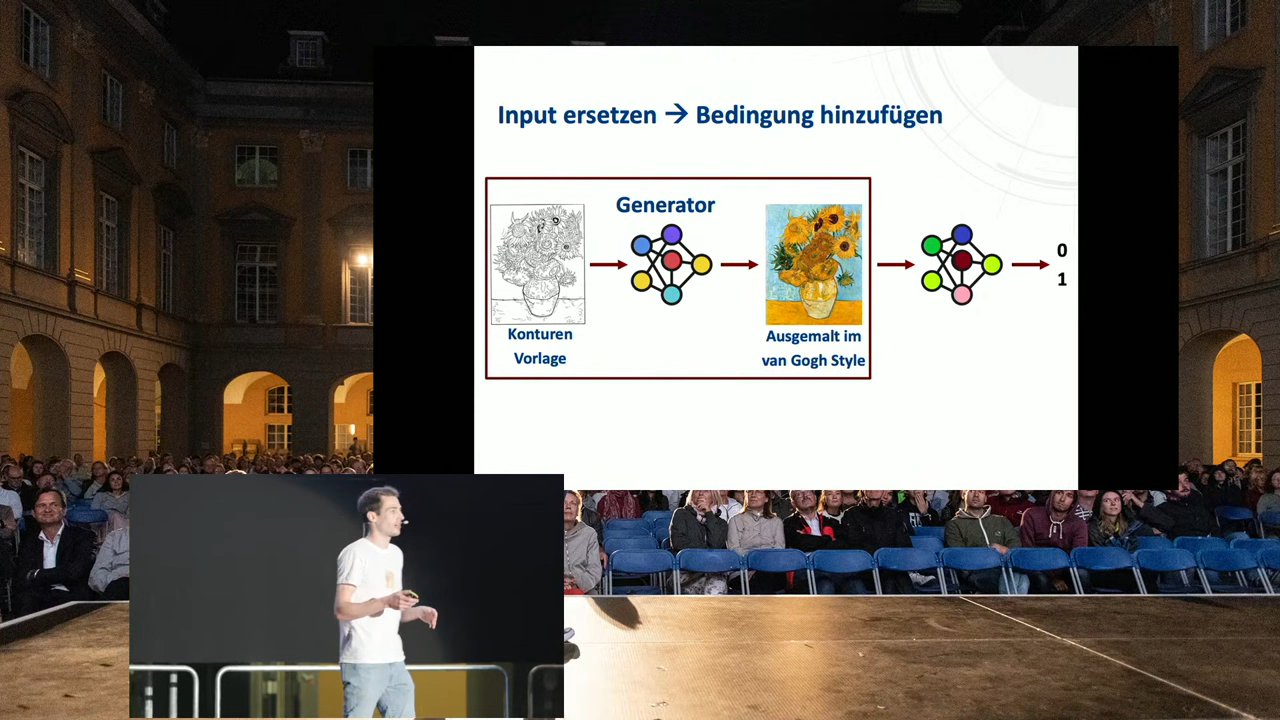 Input ersetzen → Bedingung hinzufügen
Generator
Konturen
Vorlage
Ausgemalt im
van Gogh Style
0
1